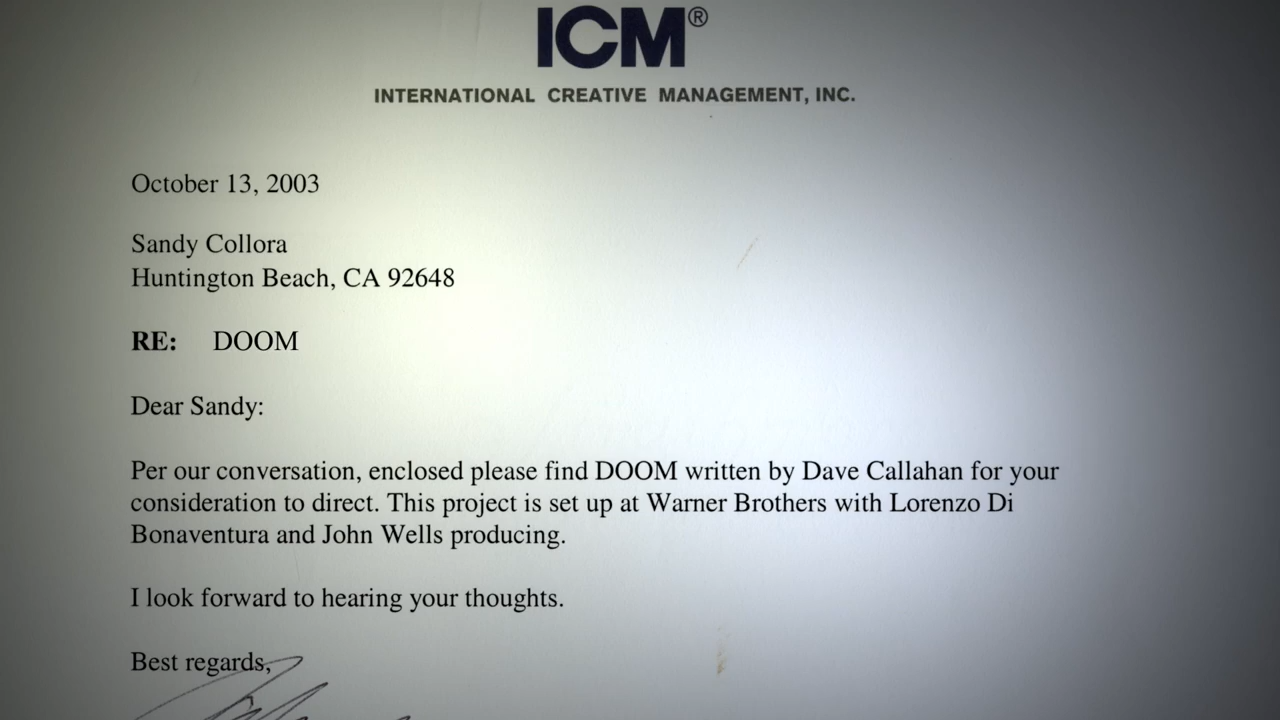 ICM®
INTERNATIONAL CREATIVE MANAGEMENT, INC.
October 13, 2003
Sandy Collora
Huntington Beach, CA 92648
RE: DOOM
Dear Sandy:
Per our conversation, enclosed please find DOOM written by Dave Callahan for your
consideration to direct. This project is set up at Warner Brothers with Lorenzo Di
Bonaventura and John Wells producing.
I look forward to hearing your thoughts.
Best regards,